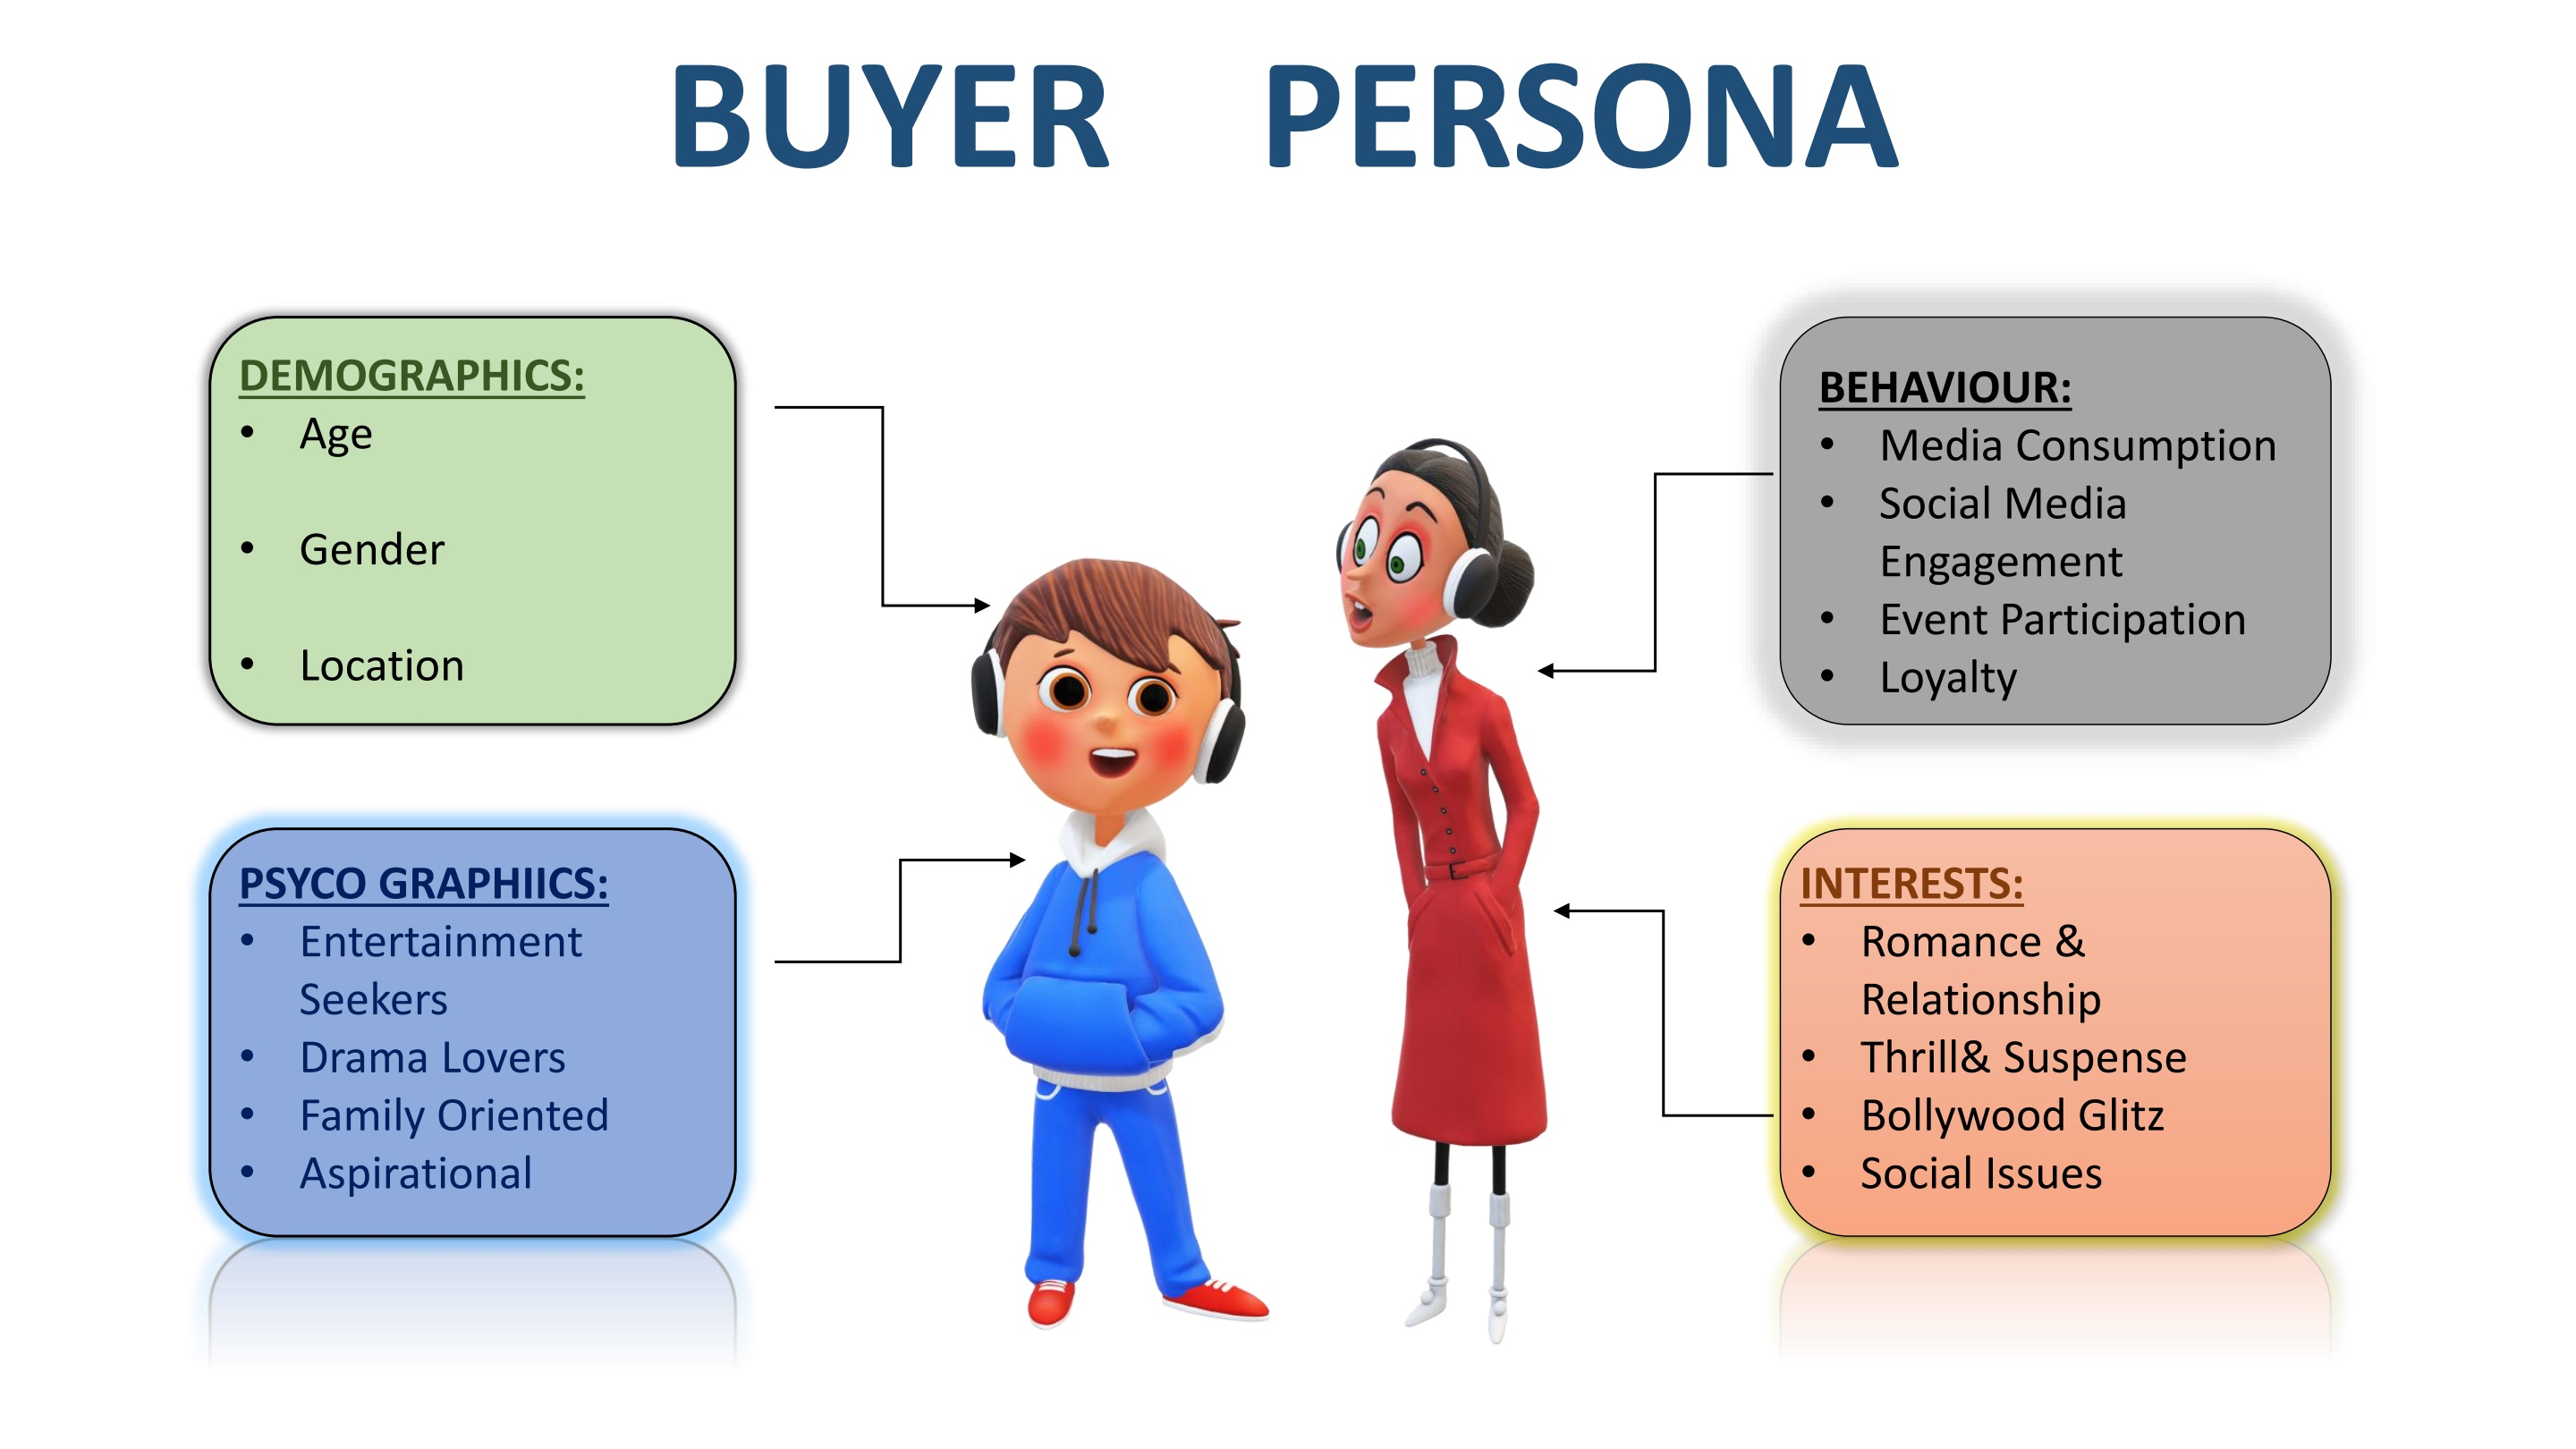 BUYER PERSONA
DEMOGRAPHICS:
• Age
• Gender
• Location
PSYCO GRAPHIICS:
• Entertainment
Seekers
• Drama Lovers
• Family Oriented
• Aspirational
BEHAVIOUR:
• Media Consumption
• Social Media
Engagement
• Event Participation
• Loyalty
INTERESTS:
• Romance &
Relationship
• Thrill& Suspense
• Bollywood Glitz
• Social Issues